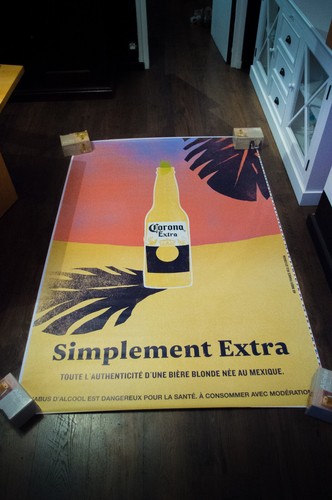 Corona
Extra
Simplement Extra
TOUTE L'AUTHENTICITÉ D'UNE BIÈRE BLONDE NÉE AU MEXIQUE.
ABUS D'ALCOOL EST DANGEREUX POUR LA SANTÉ. À CONSOMMER AVEC MODÉRATION